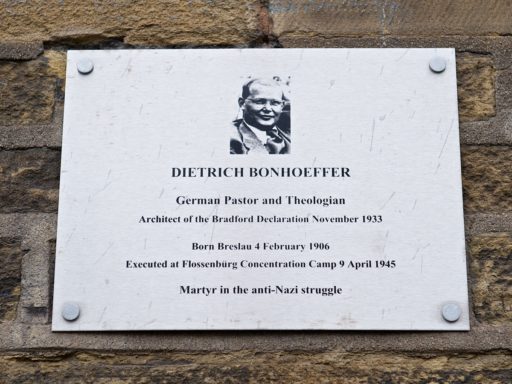 DIETRICH BONHOEFFER
German Pastor and Theologian
Architect of the Bradford Declaration November 1933
Born Breslau 4 February 1906
Executed at Flossenbürg Concentration Camp 9 April 1945
Martyr in the anti-Nazi struggle